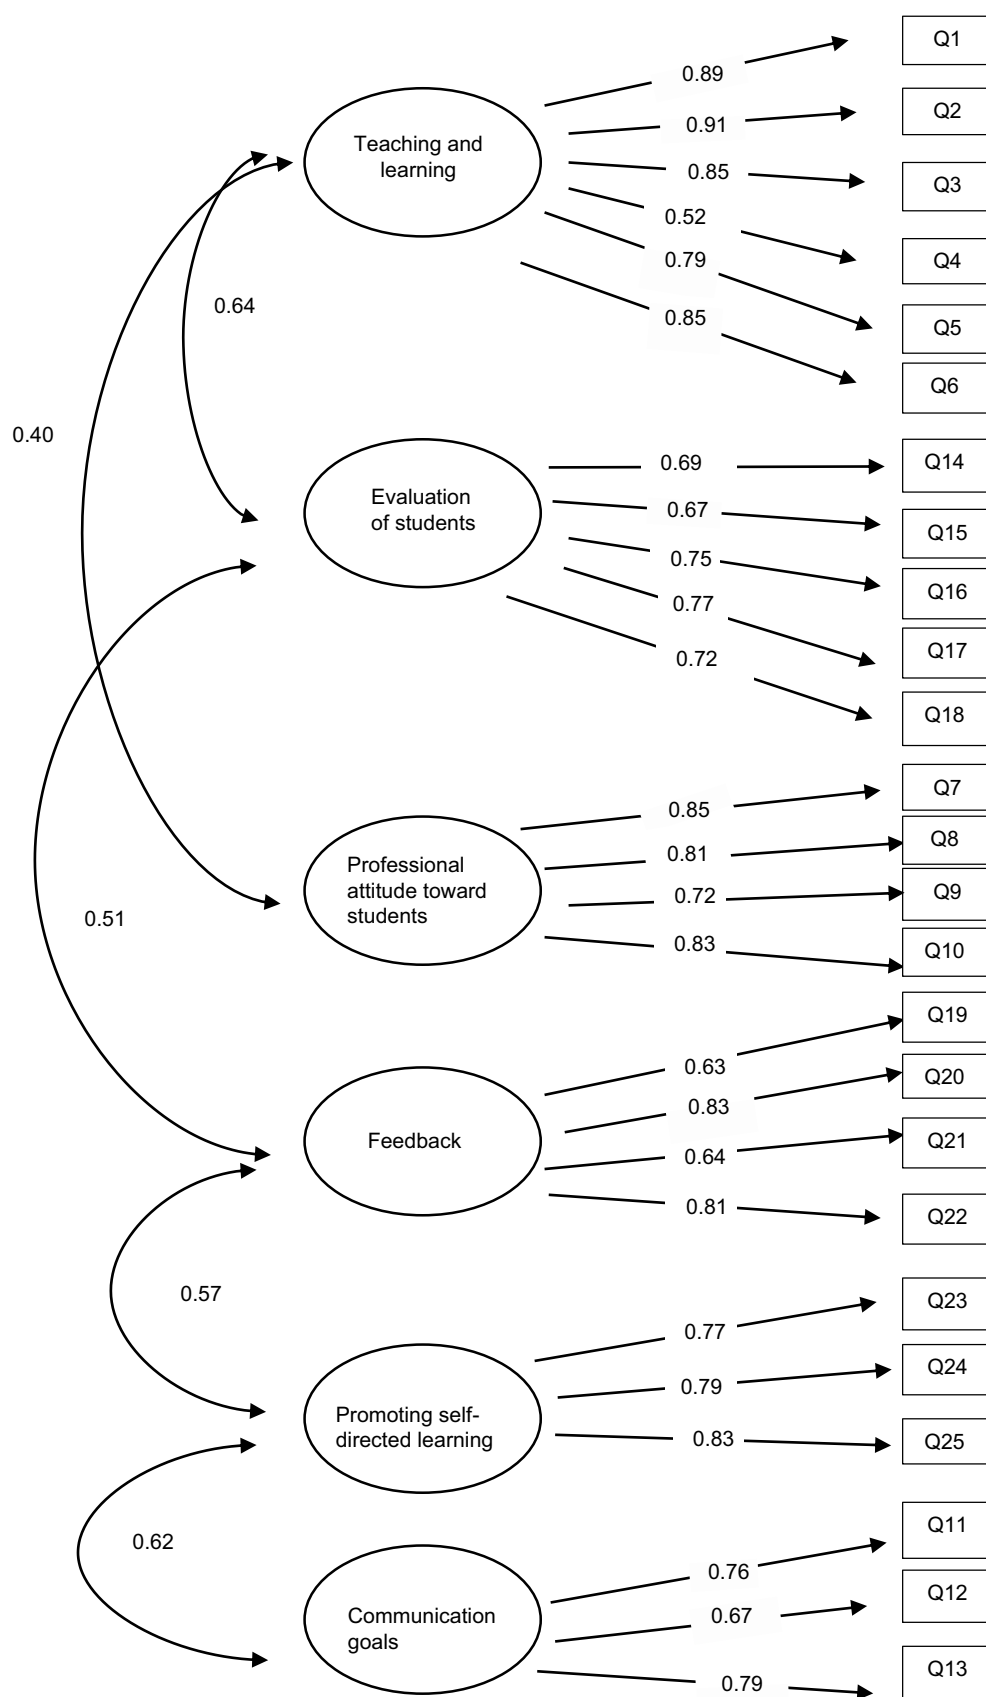 Q1
0.89
Q2
0.91
Teaching and
learning
0.85
Q3
0.52
Q4
0.79
0.64
0.85
Q5
Q6
0.40
Evaluation
of students
0.69
Q14
0.67
Q15
0.75
Q16
0.77
Q17
0.72
Q18
Professional
attitude toward
students
0.85
Q7
0.81
Q8
0.72
Q9
0.83
Q10
0.51
Feedback
0.63
Q19
0.83
Q20
0.64
Q21
0.81
Q22
0.57
Promoting self-
directed learning
0.77
Q23
0.79
Q24
0.83
Q25
0.62
Communication
goals
0.76
Q11
0.67
Q12
0.79
Q13